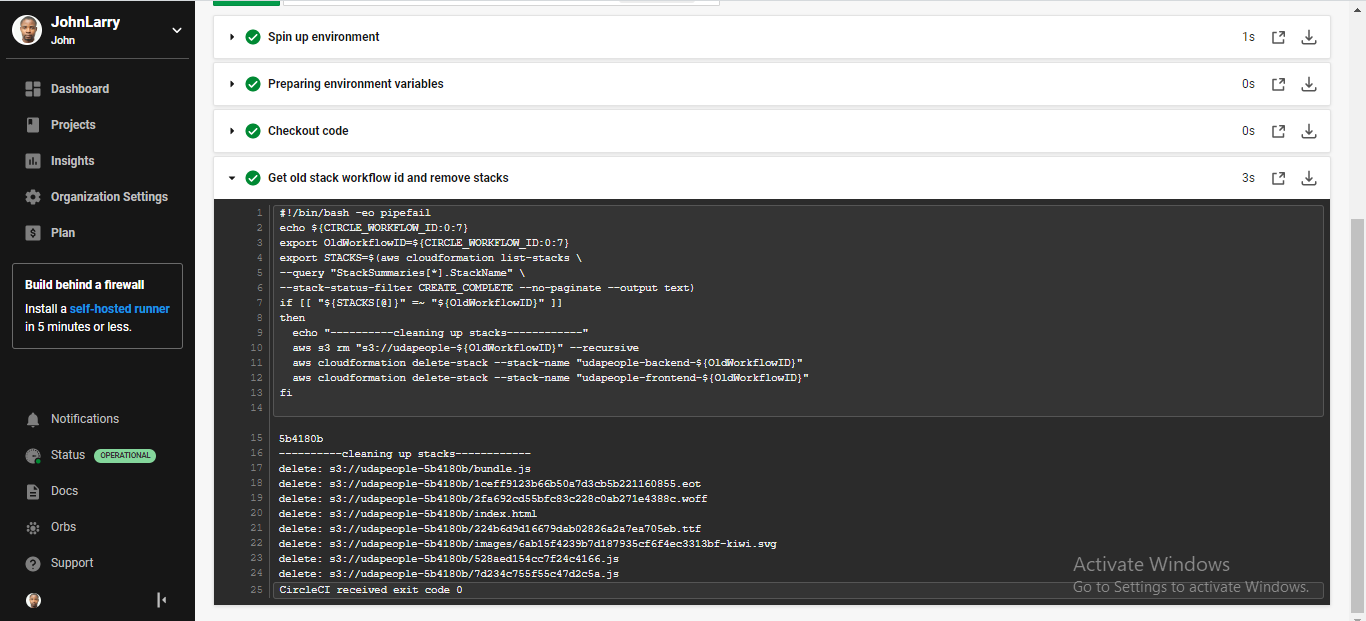 JohnLarry
John
Dashboard
Projects
Insights
Organization Settings
$ Plan
Build behind a firewall
Install a self-hosted runner
in 5 minutes or less.
Notifications
Status OPERATIONAL
Docs
Orbs
? Support
Spin up environment 1s
Preparing environment variables 0s
Checkout code 0s
Get old stack workflow id and remove stacks 3s
1 #!/bin/bash -eo pipefail
2 echo ${CIRCLE_WORKFLOW_ID:0:7}
3 export OldWorkflowID=${CIRCLE_WORKFLOW_ID:0:7}
4 export STACKS=$(aws cloudformation list-stacks \
5 --query "StackSummaries[*].StackName" \
6 --stack-status-filter CREATE_COMPLETE --no-paginate --output text)
7 if [[ "${STACKS[@]}" =~ "${OldWorkflowID}" ]]
8 then
9 echo "----------cleaning up stacks------------"
10 aws s3 rm "s3://udapeople-${OldWorkflowID}" --recursive
11 aws cloudformation delete-stack --stack-name "udapeople-backend-${OldWorkflowID}"
12 aws cloudformation delete-stack --stack-name "udapeople-frontend-${OldWorkflowID}"
13 fi
14
15 5b4180b
16 ----------cleaning up stacks------------
17 delete: s3://udapeople-5b4180b/bundle.js
18 delete: s3://udapeople-5b4180b/1ceff9123b66b50a7d3cb5b221160855.eot
19 delete: s3://udapeople-5b4180b/2fa692cd55bfc83c228c0ab271e4388c.woff
20 delete: s3://udapeople-5b4180b/index.html
21 delete: s3://udapeople-5b4180b/224b6d9d16679dab02826a2a7ea705eb.ttf
22 delete: s3://udapeople-5b4180b/images/6ab15f4239b7d187935cf6f4ec3313bf-kiwi.svg
23 delete: s3://udapeople-5b4180b/528aed154cc7f24c4166.js
24 delete: s3://udapeople-5b4180b/7d234c755f55c47d2c5a.js
25 CircleCI received exit code 0
Activate Windows
Go to Settings to activate Windows.